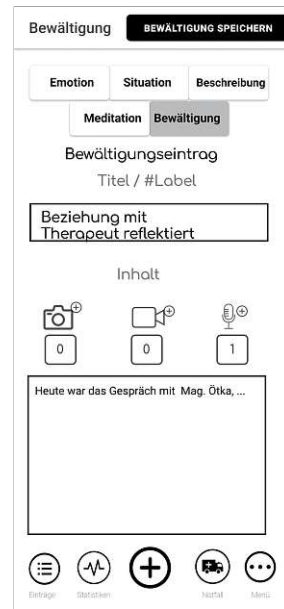 Bewältigung
BEWÄLTIGUNG SPEICHERN
Emotion Situation Beschreibung
Meditation Bewältigung
Bewältigungseintrag
Titel / #Label
Beziehung mit
Therapeut reflektiert
Inhalt
0 0 1
Heute war das Gespräch mit Mag. Ötka, ...
Einträge Statistiken Notfall Menü